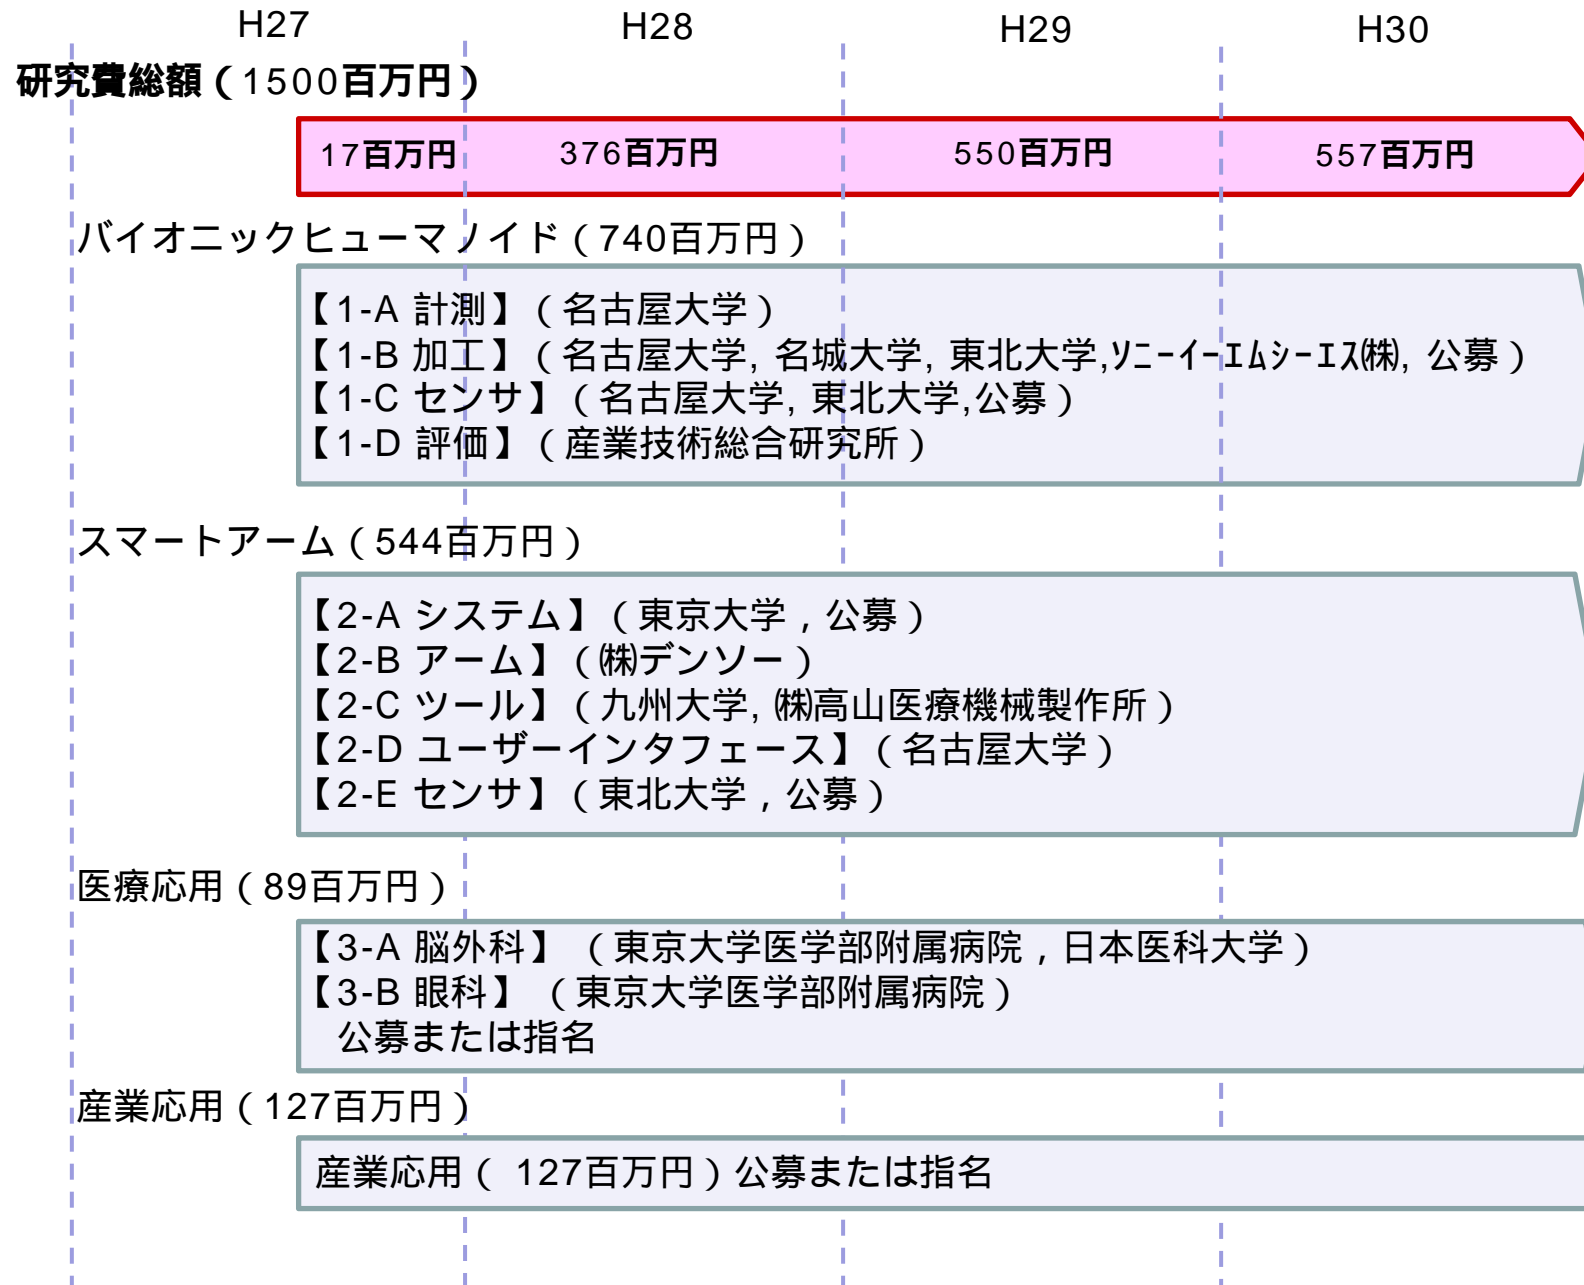 H27 H28 H29 H30
研究費総額（1500百万円）
17百万円 376百万円 550百万円 557百万円
バイオニックヒューマノイド（740百万円）
【1-A 計測】（名古屋大学）
【1-B 加工】（名古屋大学, 名城大学, 東北大学,ｿﾆｰｲｰｴﾑｼｰｴｽ㈱, 公募）
【1-C センサ】（名古屋大学, 東北大学,公募）
【1-D 評価】（産業技術総合研究所）
スマートアーム（544百万円）
【2-A システム】（東京大学，公募）
【2-B アーム】（㈱デンソー）
【2-C ツール】（九州大学, ㈱高山医療機械製作所）
【2-D ユーザーインタフェース】（名古屋大学）
【2-E センサ】（東北大学，公募）
医療応用（89百万円）
【3-A 脳外科】（東京大学医学部附属病院，日本医科大学）
【3-B 眼科】（東京大学医学部附属病院）
公募または指名
産業応用（127百万円）
産業応用（ 127百万円）公募または指名